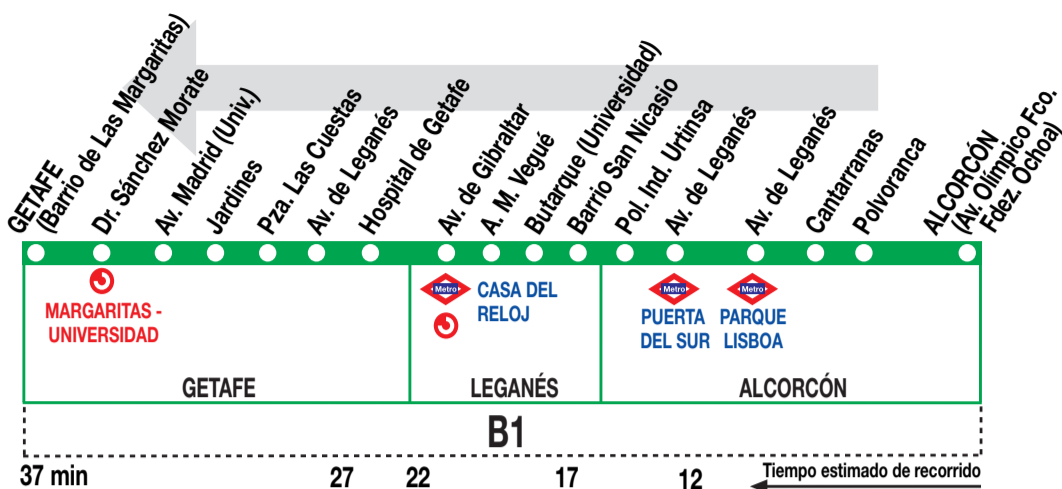 GETAFE
(Barrio de Las Margaritas)
Dr. Sánchez Morate
Av. Madrid (Univ.)
Jardines
Pza. Las Cuestas
Av. de Leganés
Hospital de Getafe
Av. de Gibraltar
A. M. Vegué
Butarque (Universidad)
Barrio San Nicasio
Pol. Ind. Urtinsa
Av. de Leganés
Av. de Leganés
Cantarranas
Polvoranca
ALCORCÓN
(Av. Olímpico Fco.
Fdez. Ochoa)
MARGARITAS -
UNIVERSIDAD
Metro
CASA DEL
RELOJ
Metro
PUERTA
DEL SUR
Metro
PARQUE
LISBOA
GETAFE
LEGANÉS
ALCORCÓN
B1
37 min
27
22
17
12
Tiempo estimado de recorrido